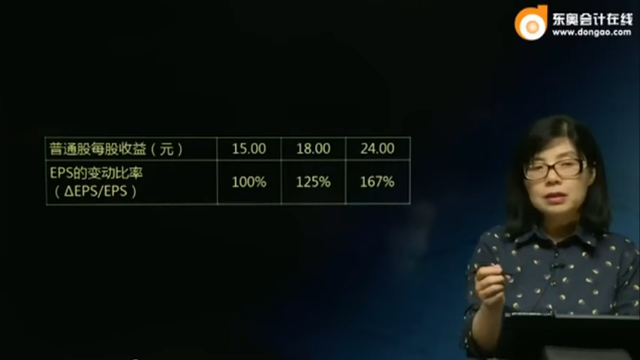 东奥会计在线
www.dongao.com
普通股每股收益（元） 15.00 18.00 24.00
EPS的变动比率 100% 125% 167%
（ΔEPS/EPS）